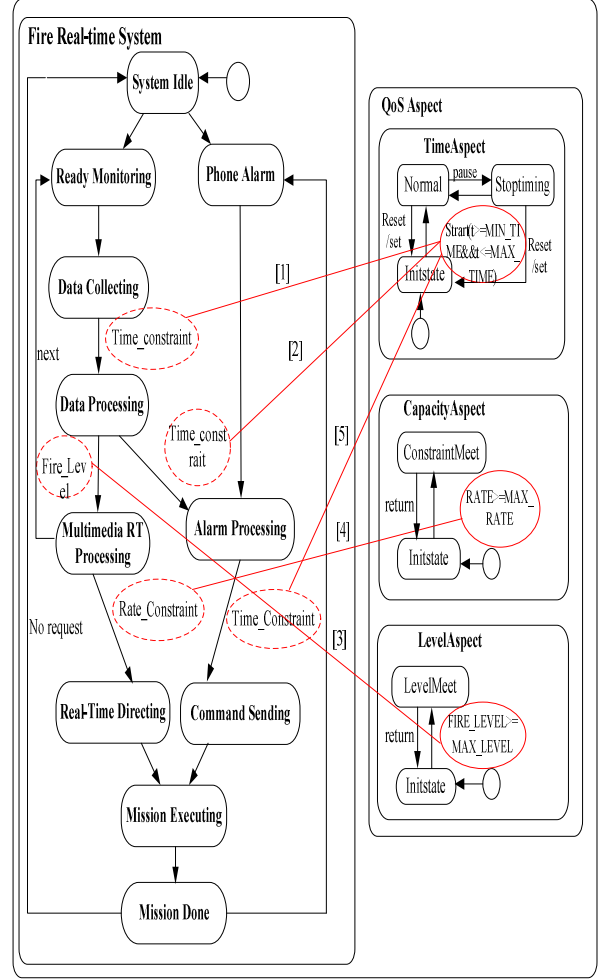 Fire Real-time System
System Idle
Ready Monitoring
Phone Alarm
Data Collecting
[1]
Time_constraint
next
[2]
Data Processing
Time_const
rait
[5]
Fire_Lev
el
Multimedia RT
Processing
Alarm Processing
[4]
Rate_Constraint
Time_Constraint
No request
[3]
Real-Time Directing
Command Sending
Mission Executing
Mission Done
QoS Aspect
TimeAspect
Normal
pause
Stoptiming
Reset
/set
Strart(t>=MIN_TI
ME&&t<=MAX_
TIME)
Reset
/set
Initstate
CapacityAspect
ConstraintMeet
return
RATE>=MAX_
RATE
Initstate
LevelAspect
LevelMeet
return
FIRE_LEVEL>=
MAX_LEVEL
Initstate